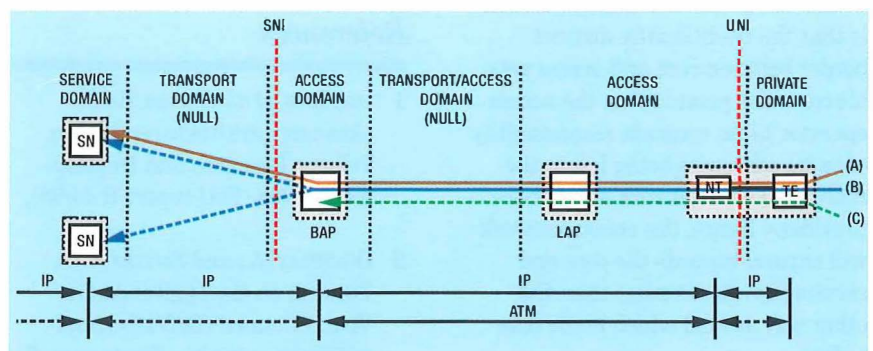 SNI
UNI
SERVICE DOMAIN
TRANSPORT DOMAIN (NULL)
ACCESS DOMAIN
TRANSPORT/ACCESS DOMAIN (NULL)
ACCESS DOMAIN
PRIVATE DOMAIN
SN
SN
BAP
LAP
NT
TE
(A)
(B)
(C)
IP
IP
IP
IP
ATM